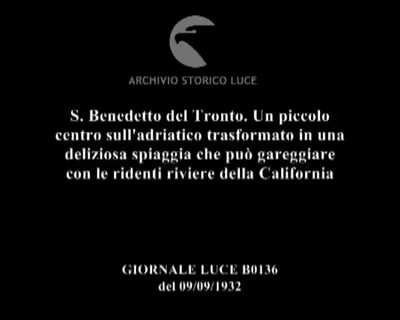 ARCHIVIO STORICO LUCE
S. Benedetto del Tronto. Un piccolo
centro sull'adriatico trasformato in una
deliziosa spiaggia che può gareggiare
con le ridenti riviere della California
GIORNALE LUCE B0136
del 09/09/1932